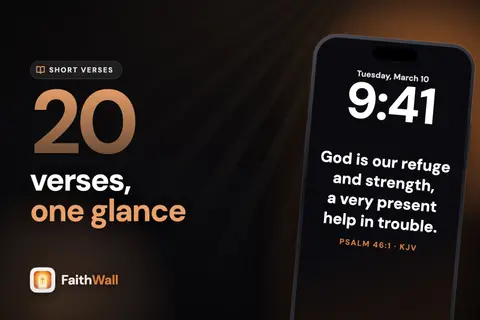 SHORT VERSES
20
verses,
one glance
FaithWall
Tuesday, March 10
9:41
God is our refuge
and strength,
a very present
help in trouble.
PSALM 46:1 · KJV